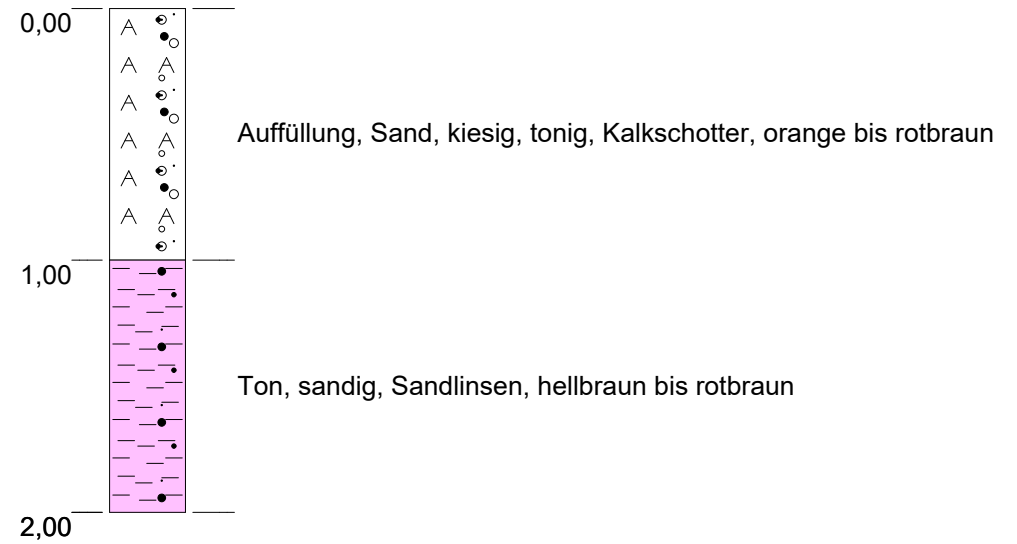 0,00
Auffüllung, Sand, kiesig, tonig, Kalkschotter, orange bis rotbraun
1,00
Ton, sandig, Sandlinsen, hellbraun bis rotbraun
2,00